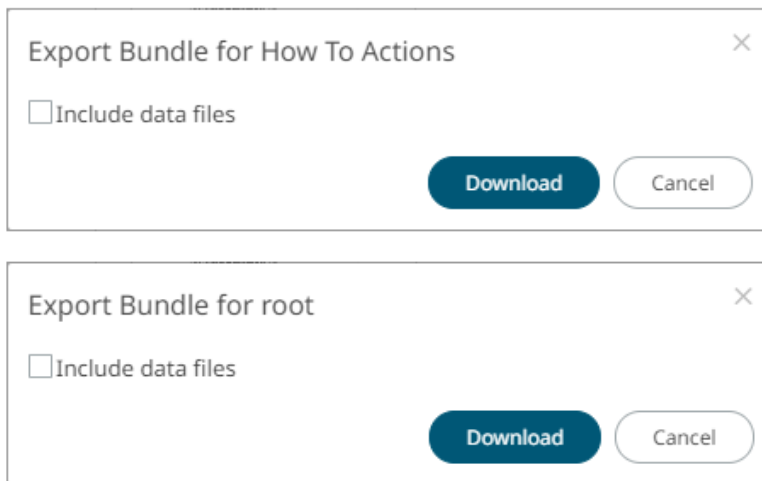 Export Bundle for How To Actions
Include data files
Download Cancel
Export Bundle for root
Include data files
Download Cancel